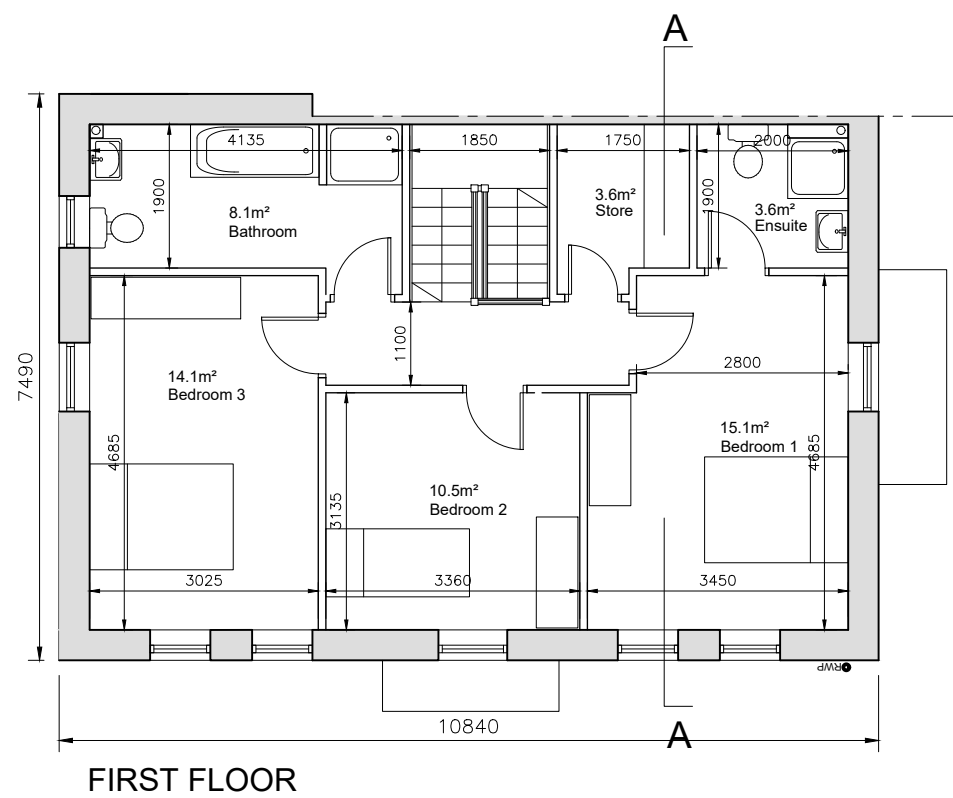 A
4135
1850
1750
2000
1900
1900
3.6m²
Store
3.6m²
Ensuite
8.1m²
Bathroom
1100
2800
7490
14.1m²
Bedroom 3
15.1m²
Bedroom 1
4685
4685
10.5m²
Bedroom 2
3135
3025
3360
3450
RWP
10840
A
FIRST FLOOR